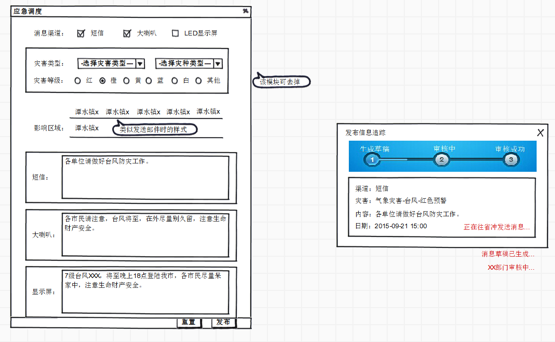 应急调度
消息渠道： 短信 大喇叭 LED显示屏
灾害类型： -选择灾害类型— -选择灾种类型—
该模块可去掉
灾害等级： 红 橙 黄 蓝 白 其他
潭水镇x 潭水镇x 潭水镇x 潭水镇x 潭水镇x
影响区域： 潭水镇x
类似发送邮件时的样式
短信：
各单位请做好台风防灾工作。
大喇叭：
各市民请注意，台风将至，在外尽量别久留，注意生命
财产安全。
显示屏：
7级台风XXX，将至晚上18点登陆我市，各市民尽量呆
家中，注意生命财产安全。
重置 发布
发布信息追踪 X
生成草稿 审核中 审核成功
1 2 3
渠道：短信
灾害：气象灾害-台风-红色预警
内容：各单位请做好台风防灾工作。
日期：2015-09-21 15:00
正在往省冲发送消息...
消息草稿已生成...
XX部门审核中...